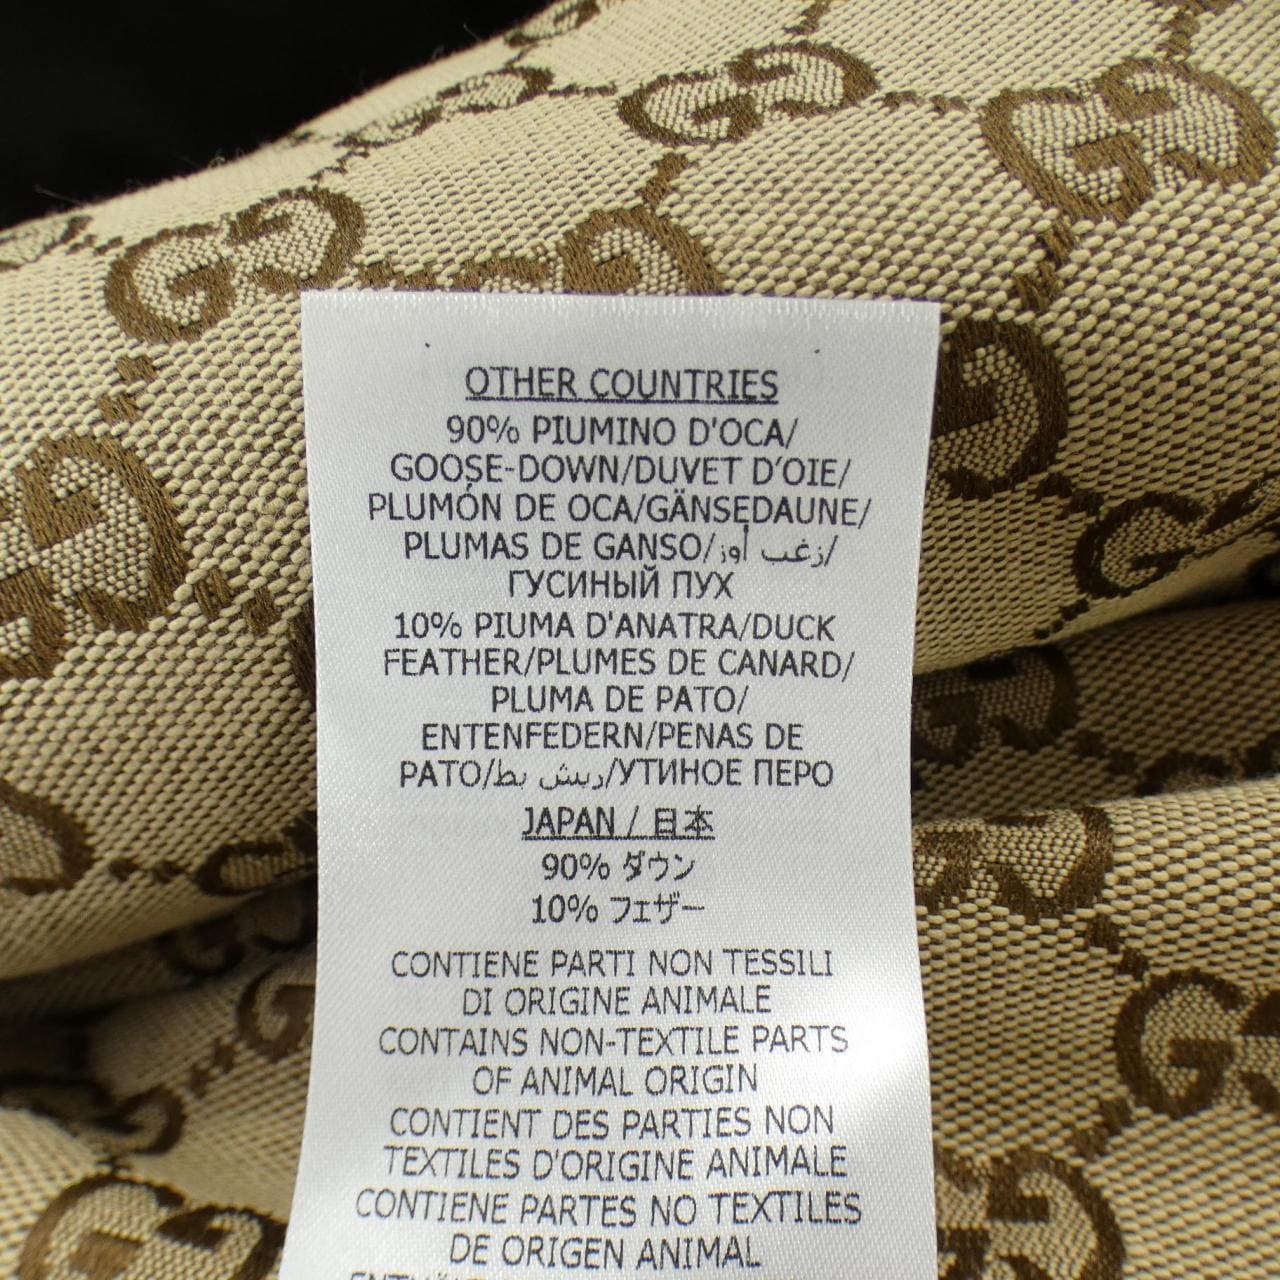 OTHER COUNTRIES
90% PIUMINO D'OCA/
GOOSE-DOWN/DUVET D'OIE/
PLUMÓN DE OCA/GÄNSEDAUNE/
PLUMAS DE GANSO/زغب أوز/
ГУСИНЫЙ ПУХ
10% PIUMA D'ANATRA/DUCK
FEATHER/PLUMES DE CANARD/
PLUMA DE PATO/
ENTENFEDERN/PENAS DE
PATO/ريش بط/УТИНОЕ ПЕРО
JAPAN / 日本
90% ダウン
10% フェザー
CONTIENE PARTI NON TESSILI
DI ORIGINE ANIMALE
CONTAINS NON-TEXTILE PARTS
OF ANIMAL ORIGIN
CONTIENT DES PARTIES NON
TEXTILES D'ORIGINE ANIMALE
CONTIENE PARTES NO TEXTILES
DE ORIGEN ANIMAL